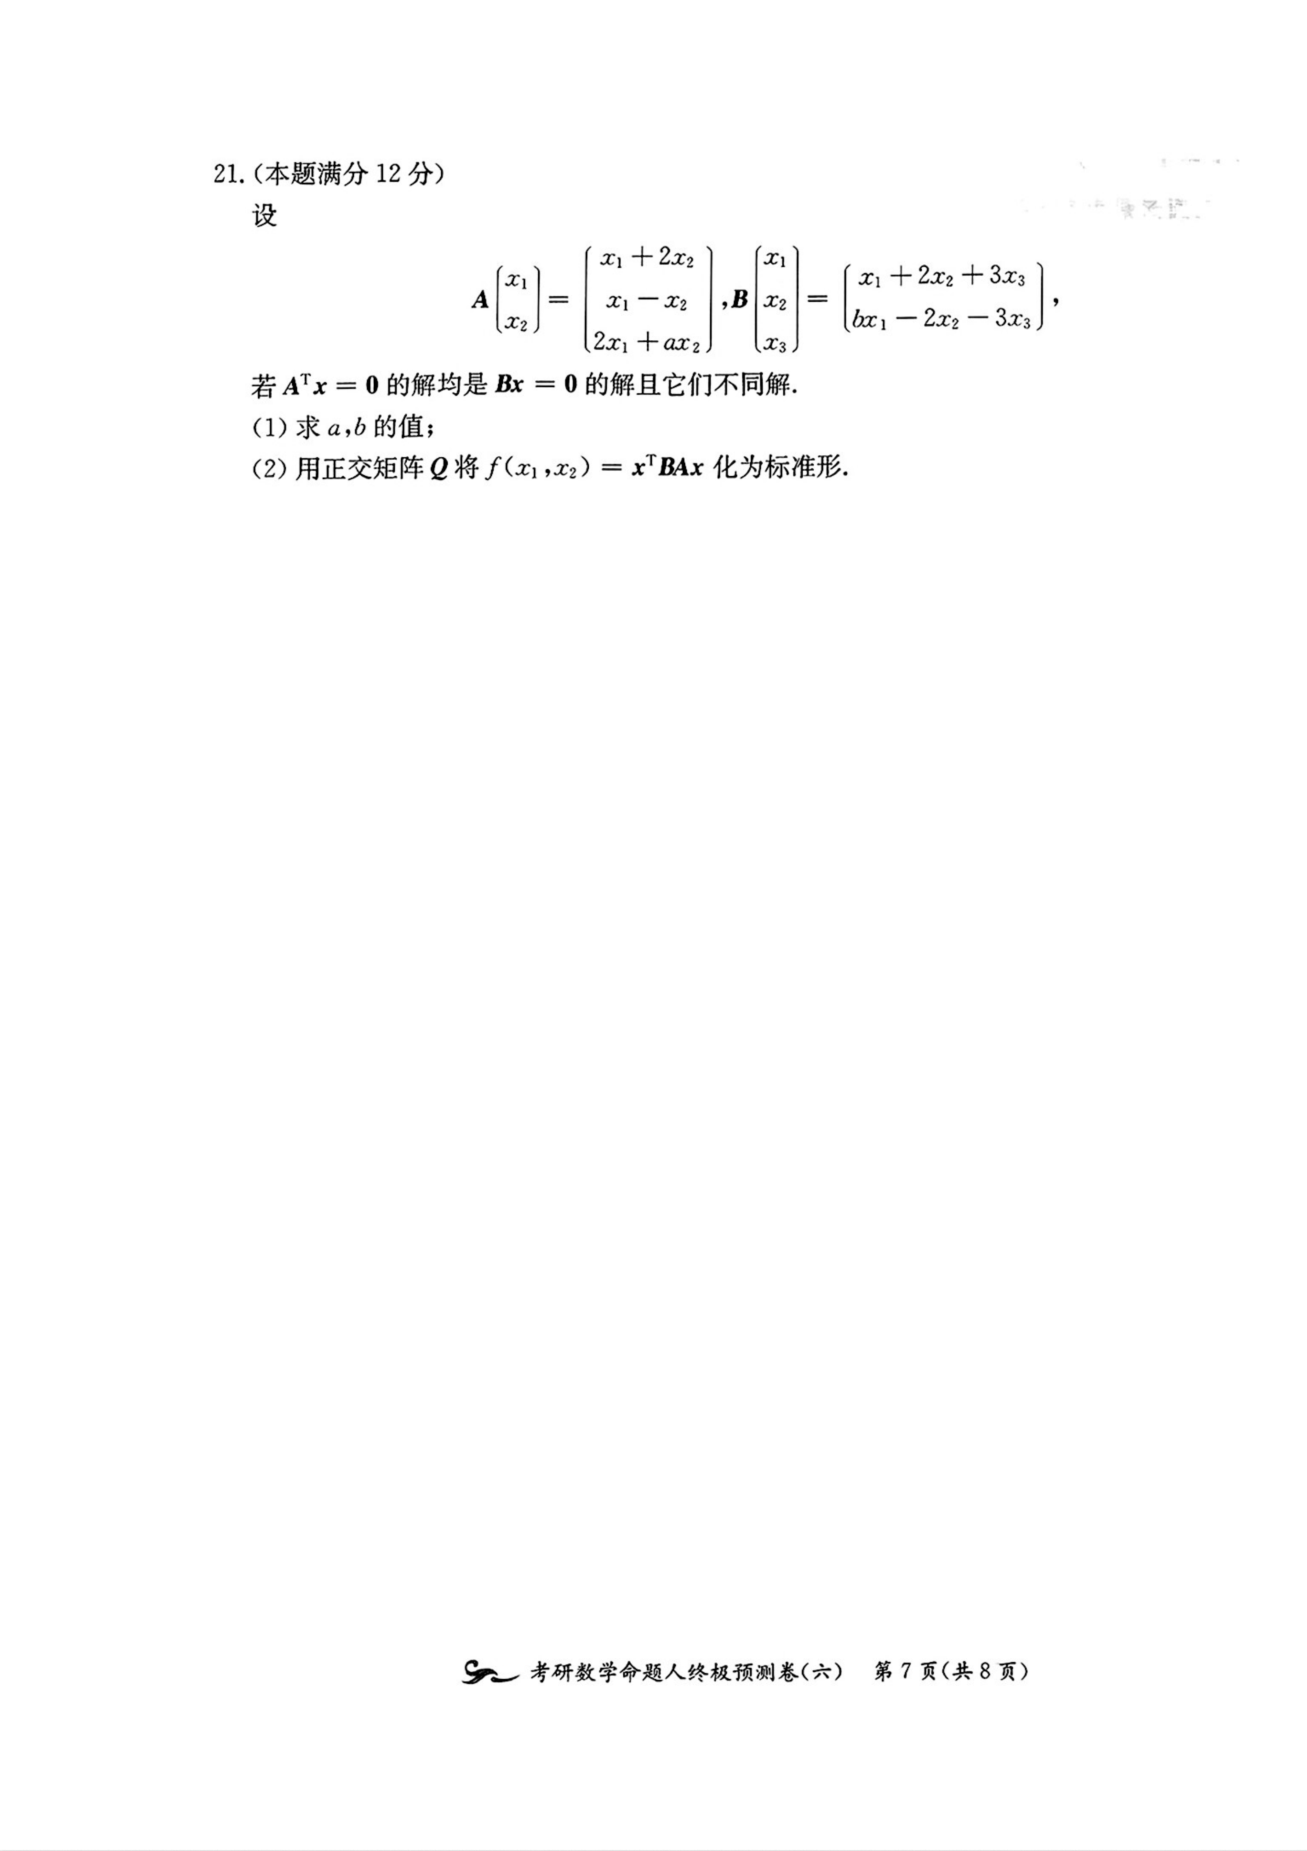 21.(本题满分 12 分)
设
A(x₁ x₂) = (x₁+2x₂ x₁−x₂ 2x₁+ax₂), B(x₁ x₂ x₃) = (x₁+2x₂+3x₃ bx₁−2x₂−3x₃),
若 Aᵀx = 0 的解均是 Bx = 0 的解且它们不同解.
(1) 求 a,b 的值;
(2) 用正交矩阵 Q 将 f(x₁,x₂) = xᵀBAx 化为标准形.
考研数学命题人终极预测卷(六) 第 7 页(共 8 页)